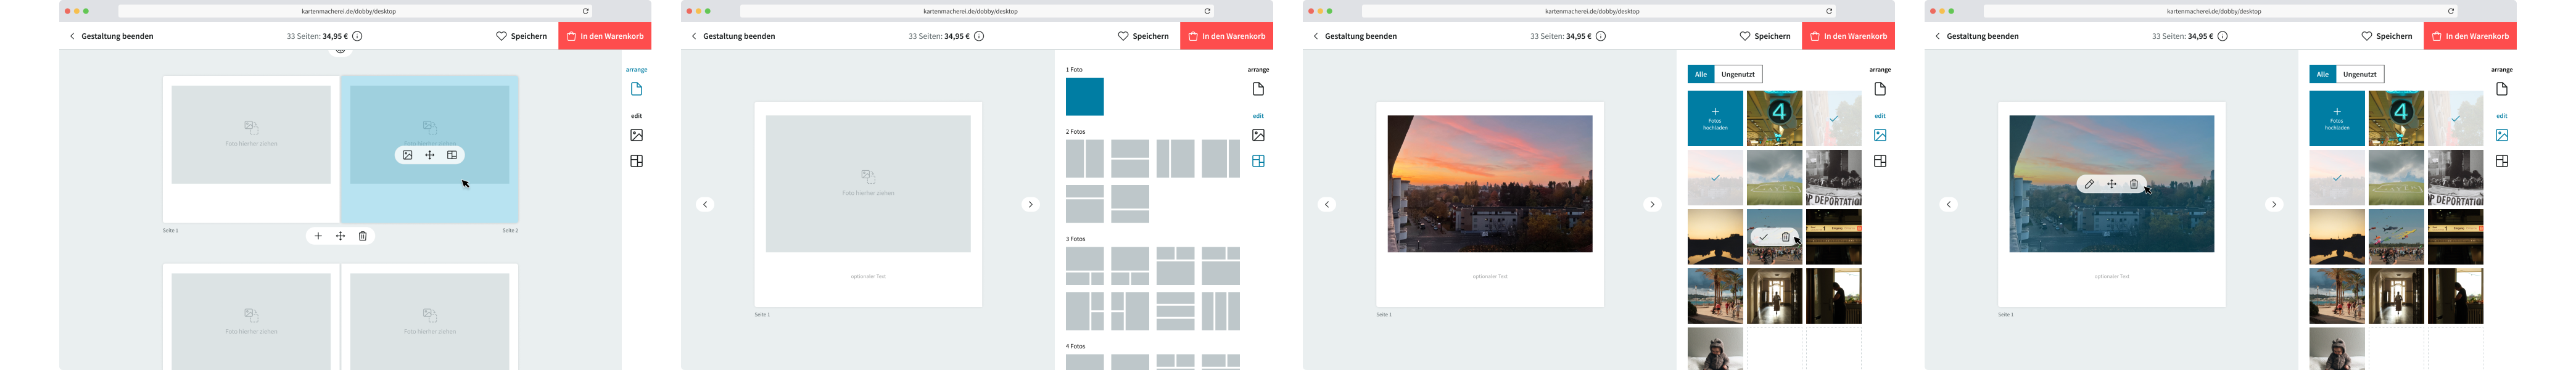 kartenmacherei.de/dobby/desktop
Gestaltung beenden
33 Seiten: 34,95 €
Speichern
In den Warenkorb
arrange
edit
Foto hierher ziehen
Foto hierher ziehen
Seite 1
Seite 2
Foto hierher ziehen
Foto hierher ziehen
kartenmacherei.de/dobby/desktop
Gestaltung beenden
33 Seiten: 34,95 €
Speichern
In den Warenkorb
Foto hierher ziehen
optionaler Text
Seite 1
1 Foto
2 Fotos
3 Fotos
4 Fotos
arrange
edit
kartenmacherei.de/dobby/desktop
Gestaltung beenden
33 Seiten: 34,95 €
Speichern
In den Warenkorb
optionaler Text
Seite 1
Alle
Ungenutzt
Fotos
hochladen
4
P DEPORTATI
arrange
edit
kartenmacherei.de/dobby/desktop
Gestaltung beenden
33 Seiten: 34,95 €
Speichern
In den Warenkorb
optionaler Text
Seite 1
Alle
Ungenutzt
Fotos
hochladen
4
P DEPORTATI
arrange
edit